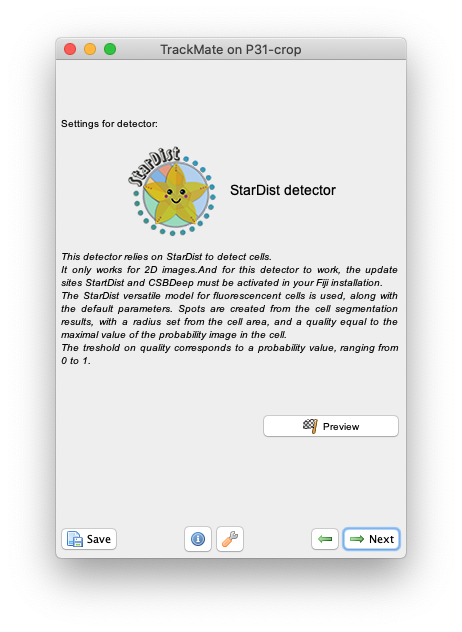 TrackMate on P31-crop
Settings for detector:
StarDist
StarDist detector
This detector relies on StarDist to detect cells.
It only works for 2D images.And for this detector to work, the update
sites StartDist and CSBDeep must be activated in your Fiji installation.
The StarDist versatile model for fluorescencent cells is used, along with
the default parameters. Spots are created from the cell segmentation
results, with a radius set from the cell area, and a quality equal to the
maximal value of the probability image in the cell.
The treshold on quality corresponds to a probability value, ranging from
0 to 1.
Preview
Save
Next